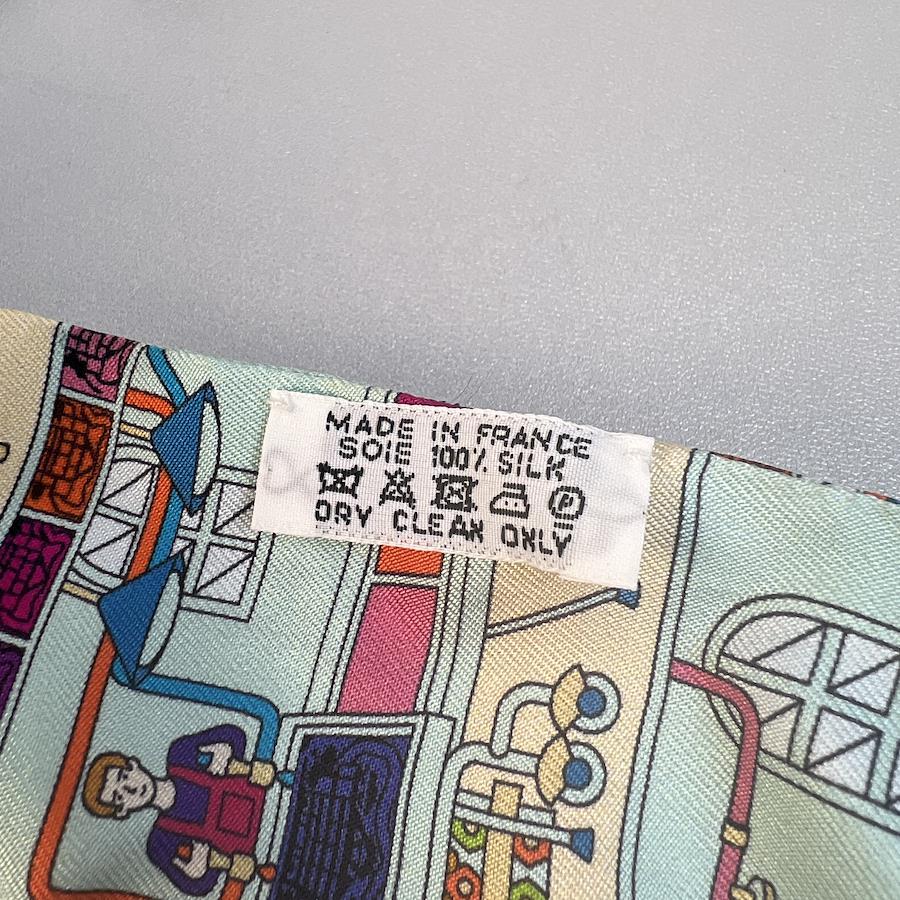 MADE IN FRANCE
SOIE 100% SILK
P
DRY CLEAN ONLY